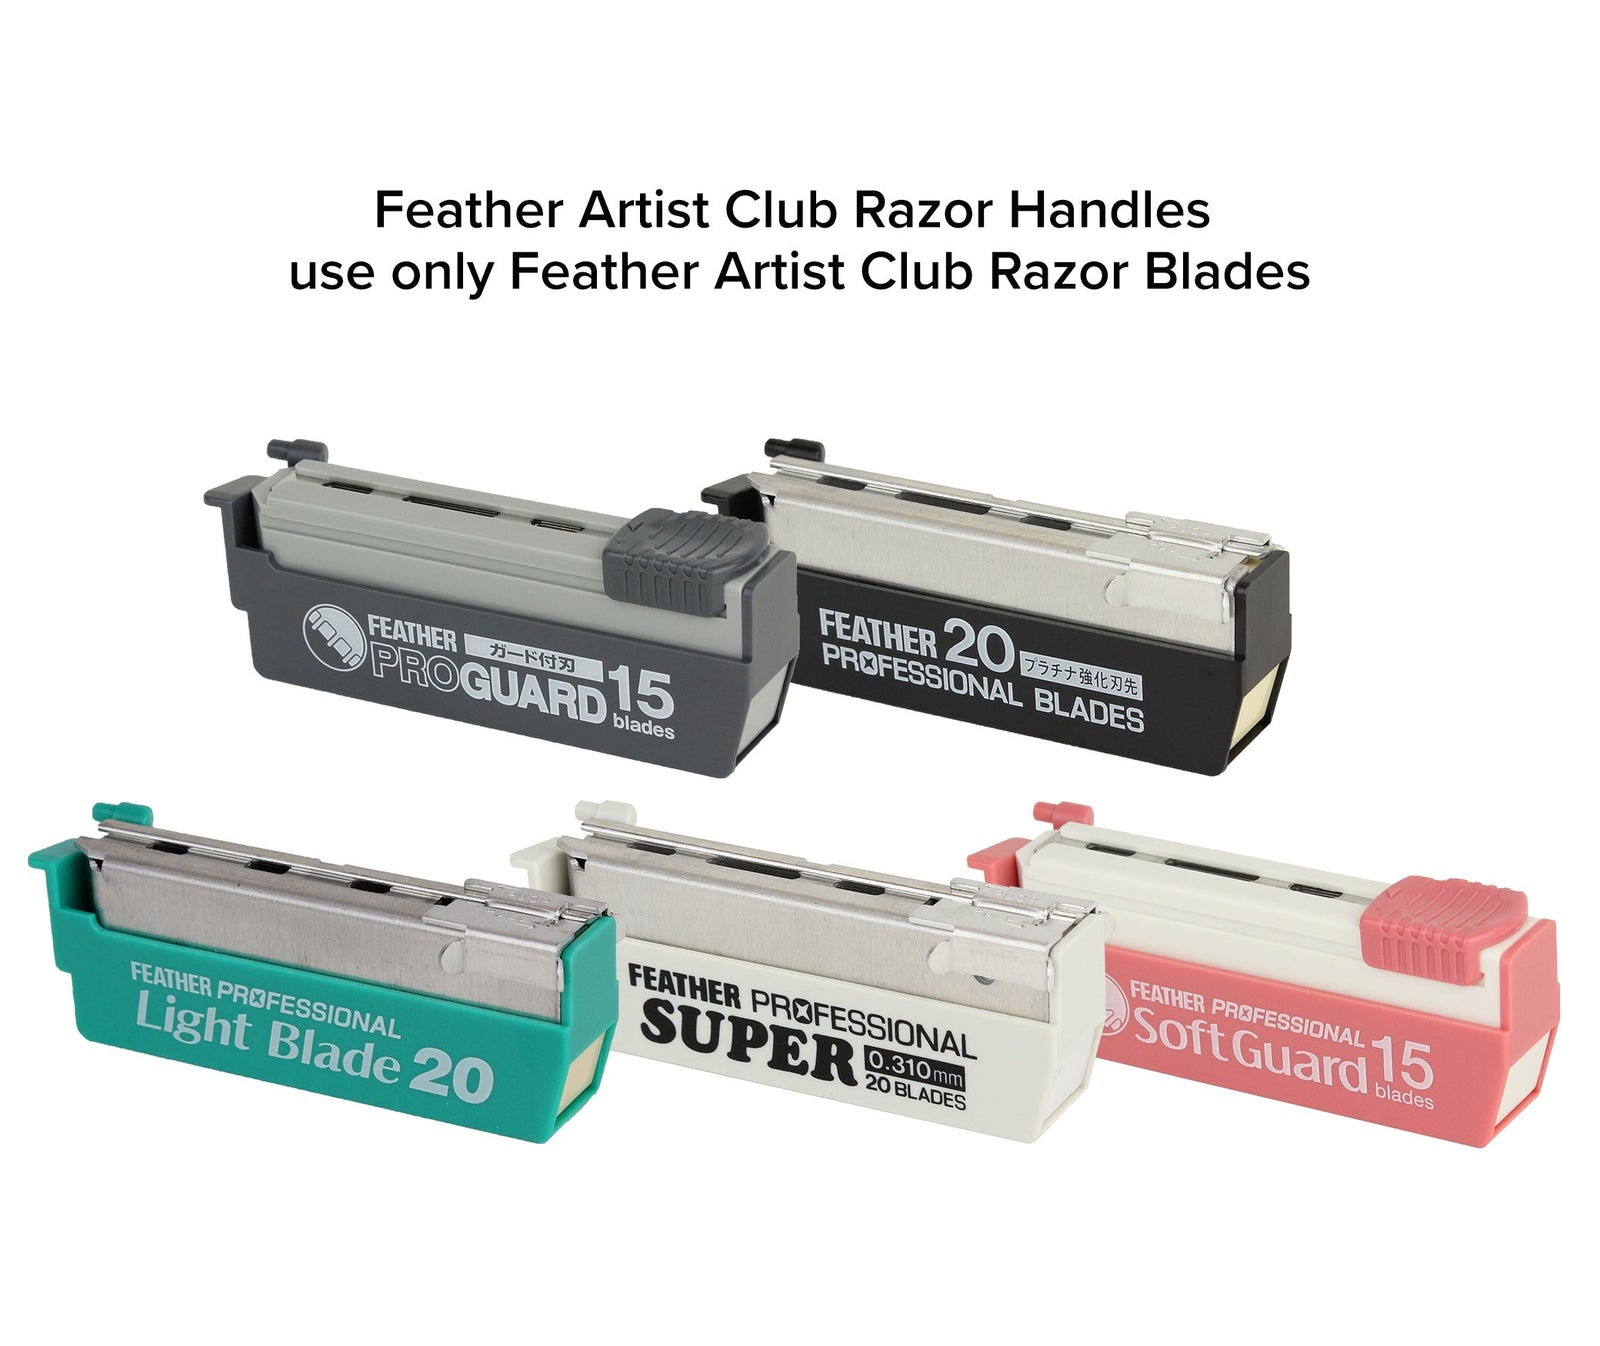 Feather Artist Club Razor Handles
use only Feather Artist Club Razor Blades
FEATHER
ガード付刃
PROGUARD 15
blades
FEATHER 20
プラチナ強化刃先
PROFESSIONAL BLADES
FEATHER PROFESSIONAL
Light Blade 20
FEATHER PROFESSIONAL
SUPER
0.310mm
20 BLADES
FEATHER PROFESSIONAL
SoftGuard 15
blades